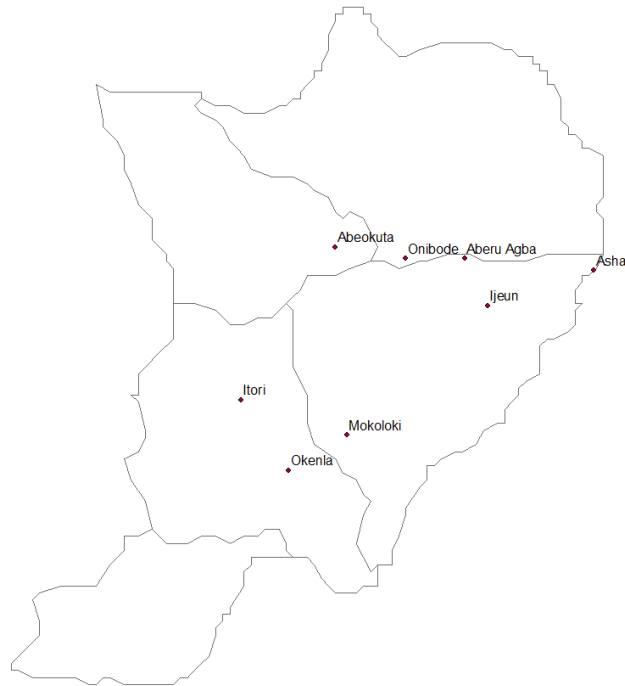 Abeokuta
Onibode
Aberu Agba
Asha
Ijeun
Itori
Mokoloki
Okenla